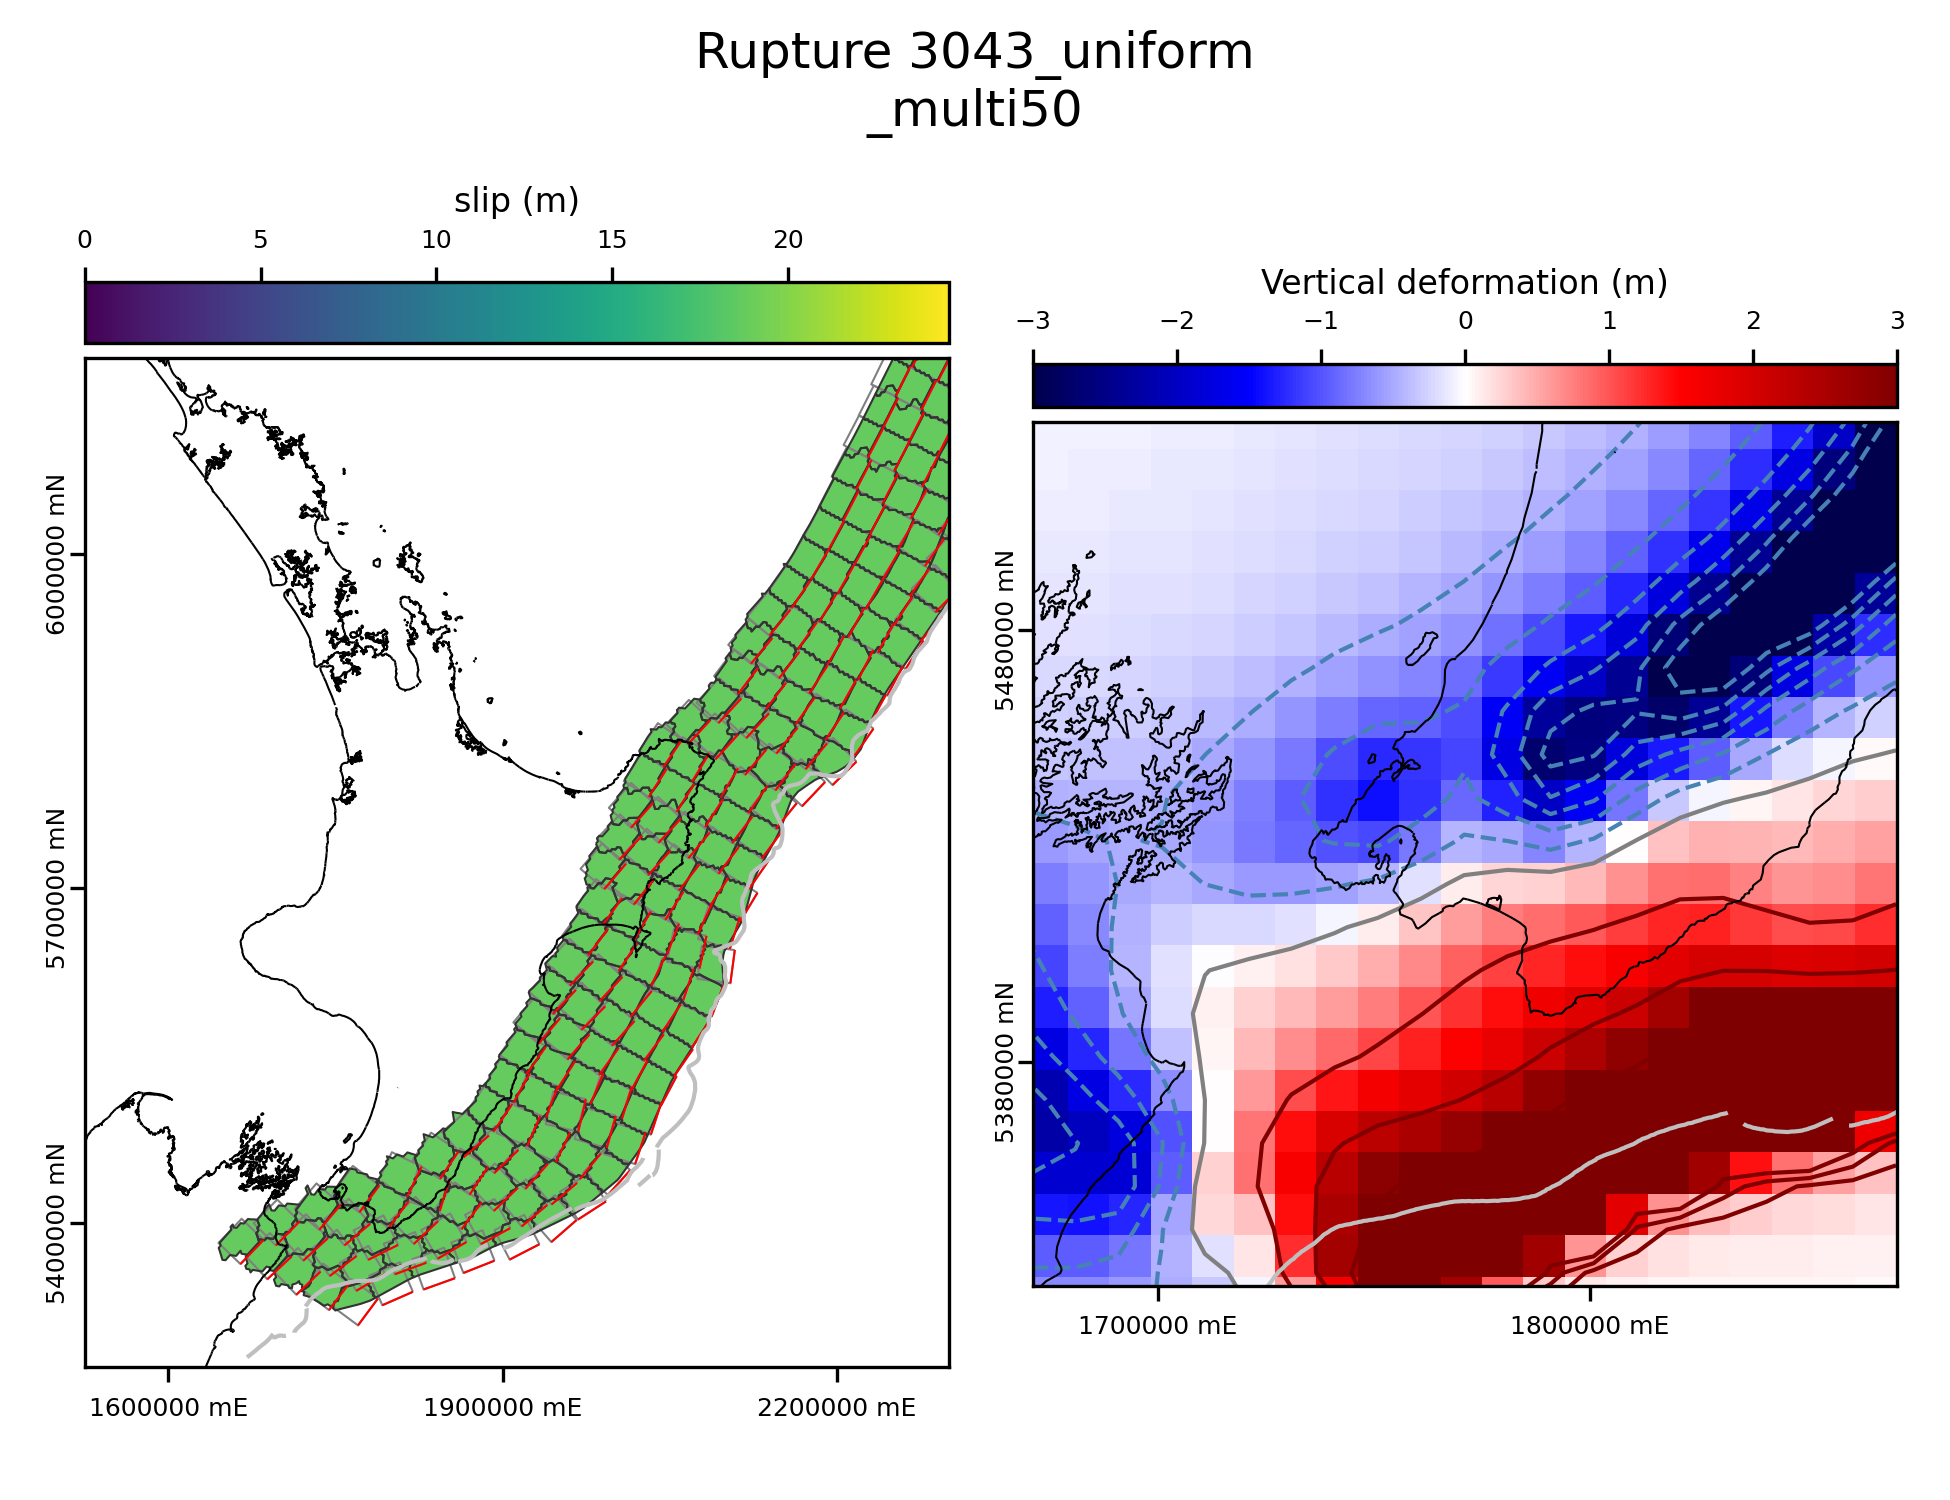 Rupture 3043_uniform
_multi50
slip (m)
0 5 10 15 20
6000000 mN
5700000 mN
5400000 mN
1600000 mE 1900000 mE 2200000 mE
Vertical deformation (m)
−3 −2 −1 0 1 2 3
5480000 mN
5380000 mN
1700000 mE 1800000 mE